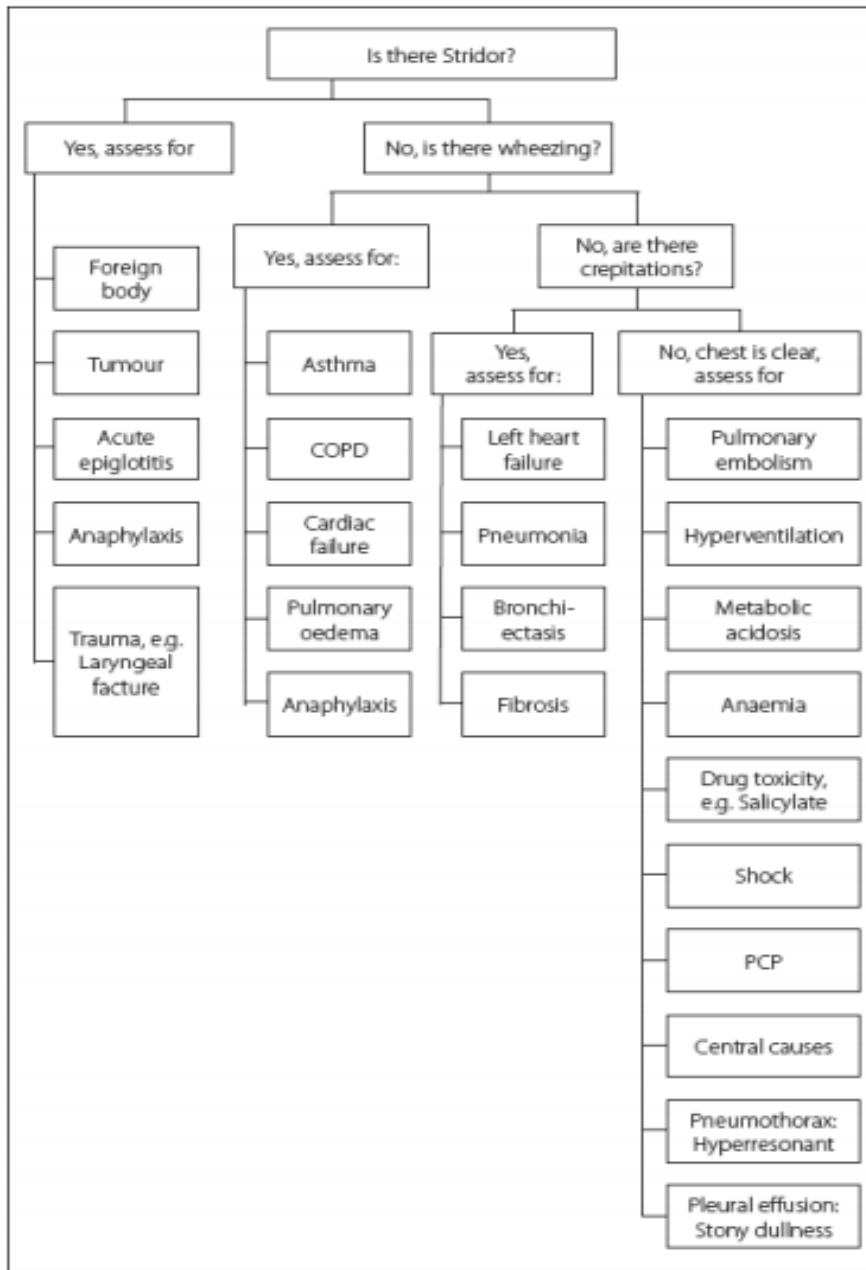 Is there Stridor?
Yes, assess for
No, is there wheezing?
Foreign
body
Tumour
Acute
epiglotitis
Anaphylaxis
Trauma, e.g.
Laryngeal
facture
Yes, assess for:
Asthma
COPD
Cardiac
failure
Pulmonary
oedema
Anaphylaxis
No, are there
crepitations?
Yes,
assess for:
Left heart
failure
Pneumonia
Bronchi-
ectasis
Fibrosis
No, chest is clear,
assess for
Pulmonary
embolism
Hyperventilation
Metabolic
acidosis
Anaemia
Drug toxicity,
e.g. Salicylate
Shock
PCP
Central causes
Pneumothorax:
Hyperresonant
Pleural effusion:
Stony dullness